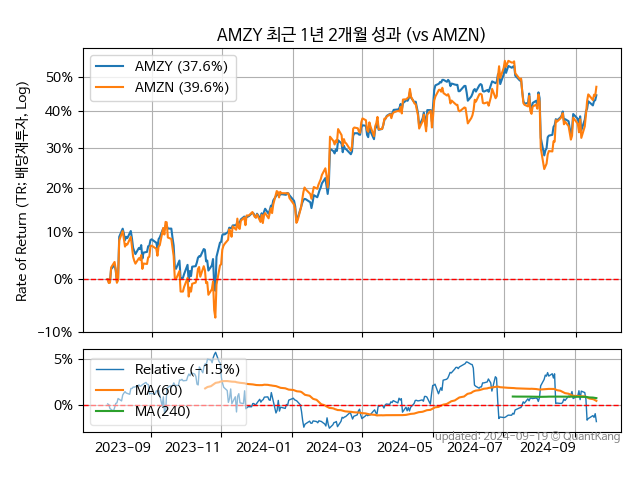 AMZY 최근 1년 2개월 성과 (vs AMZN)
Rate of Return (TR; 배당재투자, Log)
AMZY (37.6%)
AMZN (39.6%)
50%
40%
30%
20%
10%
0%
−10%
5%
0%
Relative (−1.5%)
MA(60)
MA(240)
2023-09
2023-11
2024-01
2024-03
2024-05
2024-07
2024-09
updated: 2024-09-19 © QuantKang